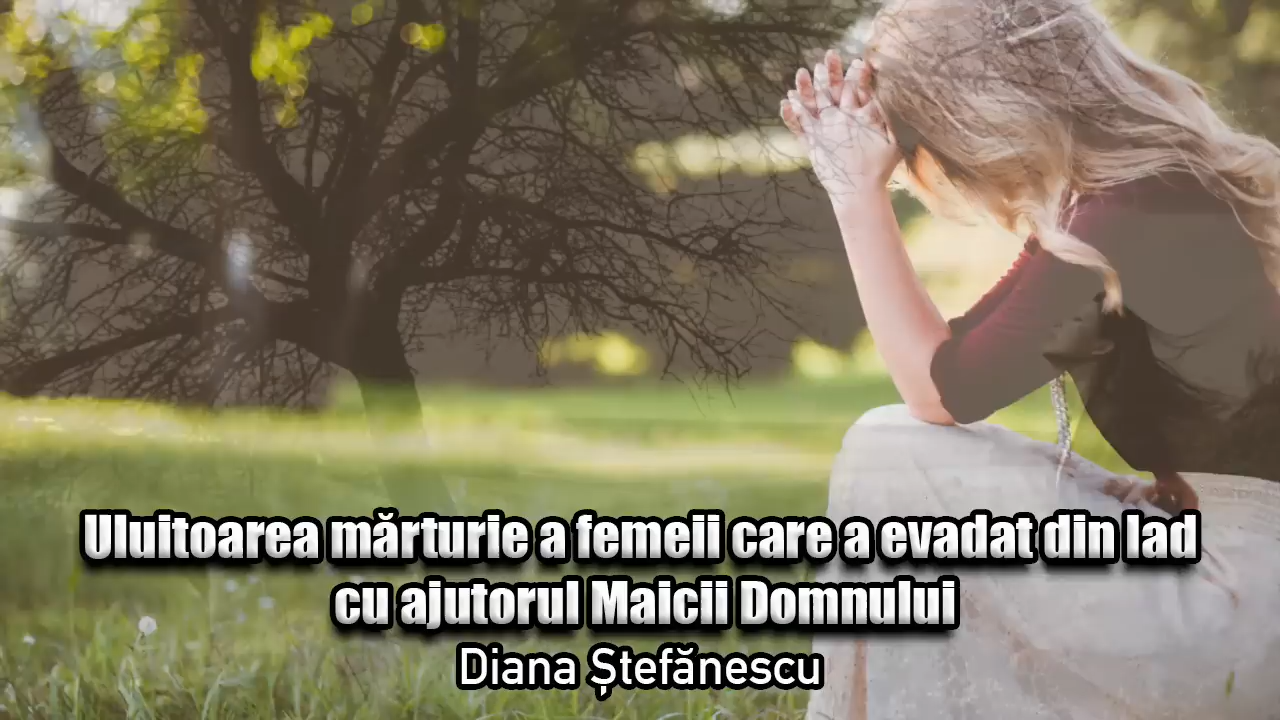 Uluitoarea mărturie a femeii care a evadat din Iad
cu ajutorul Maicii Domnului
Diana Ștefănescu